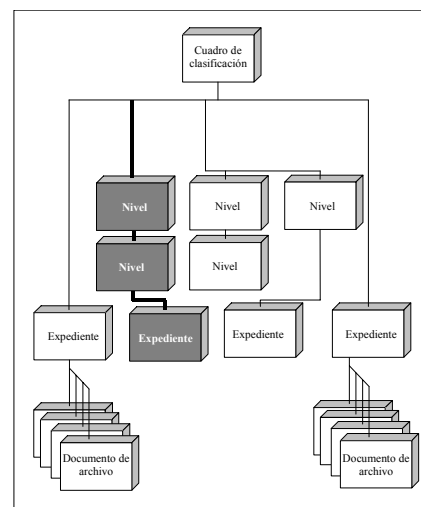 Cuadro de
clasificación
Nivel
Nivel
Nivel
Nivel
Nivel
Expediente
Expediente
Expediente
Expediente
Documento de
archivo
Documento de
archivo